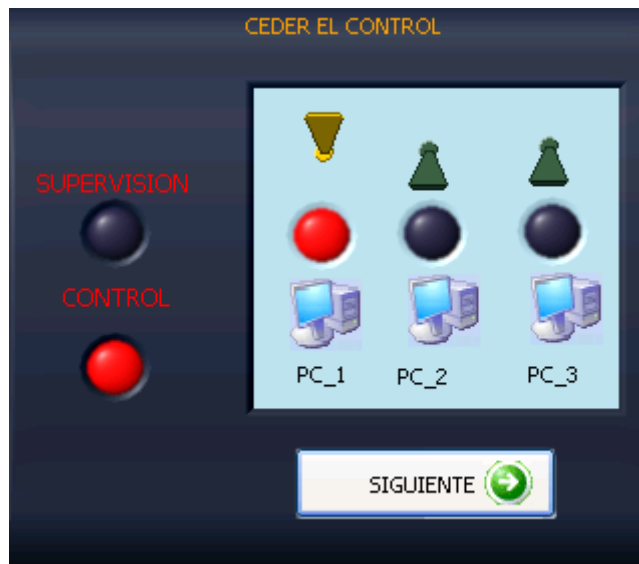 CEDER EL CONTROL
SUPERVISION
CONTROL
PC_1
PC_2
PC_3
SIGUIENTE